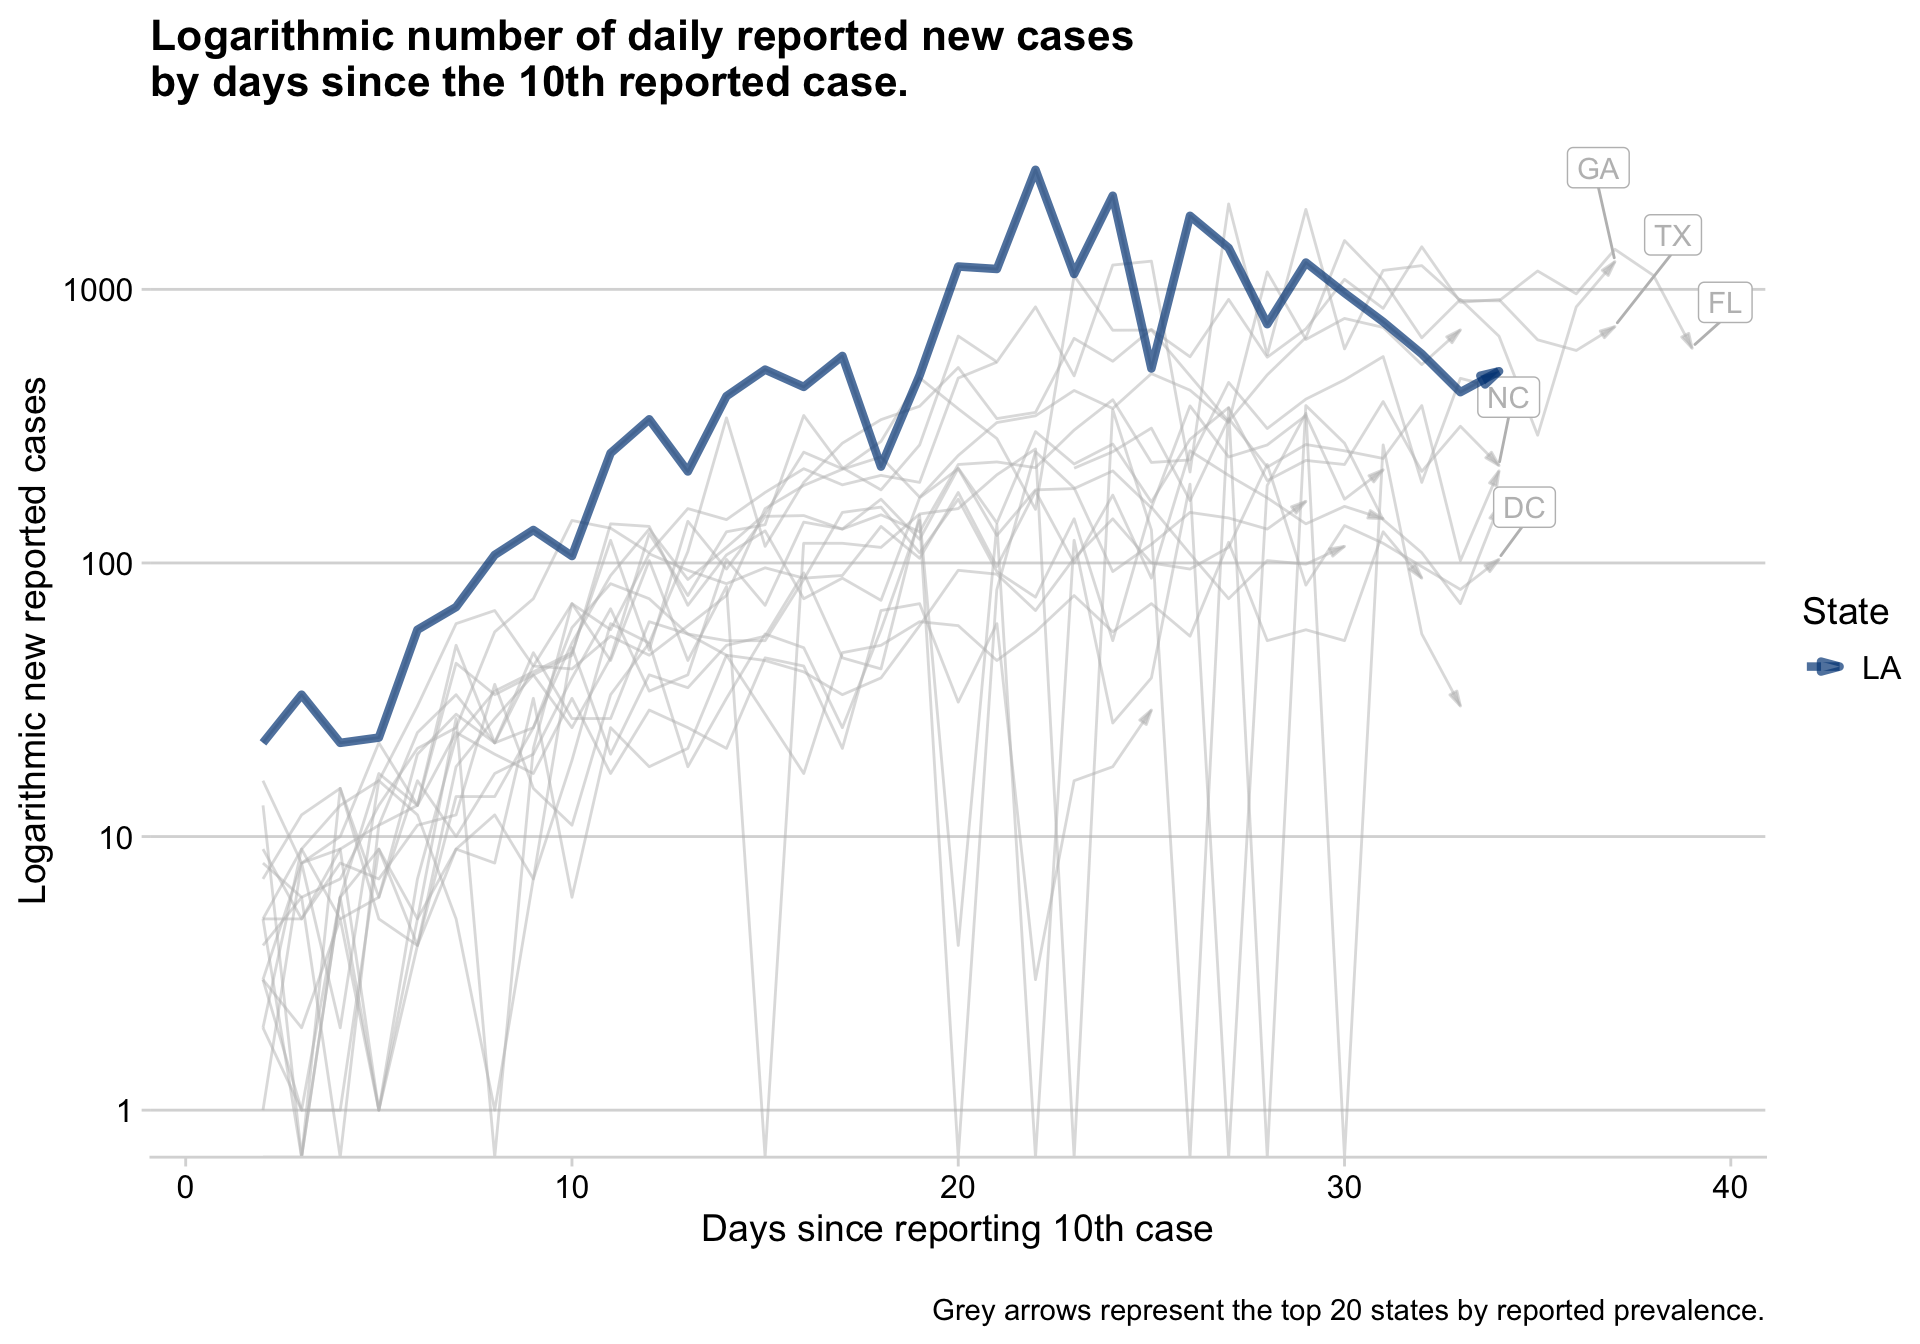 Logarithmic number of daily reported new cases
by days since the 10th reported case.
GA
TX
FL
NC
DC
Logarithmic new reported cases
1000
100
10
1
0
10
20
30
40
Days since reporting 10th case
State
LA
Grey arrows represent the top 20 states by reported prevalence.